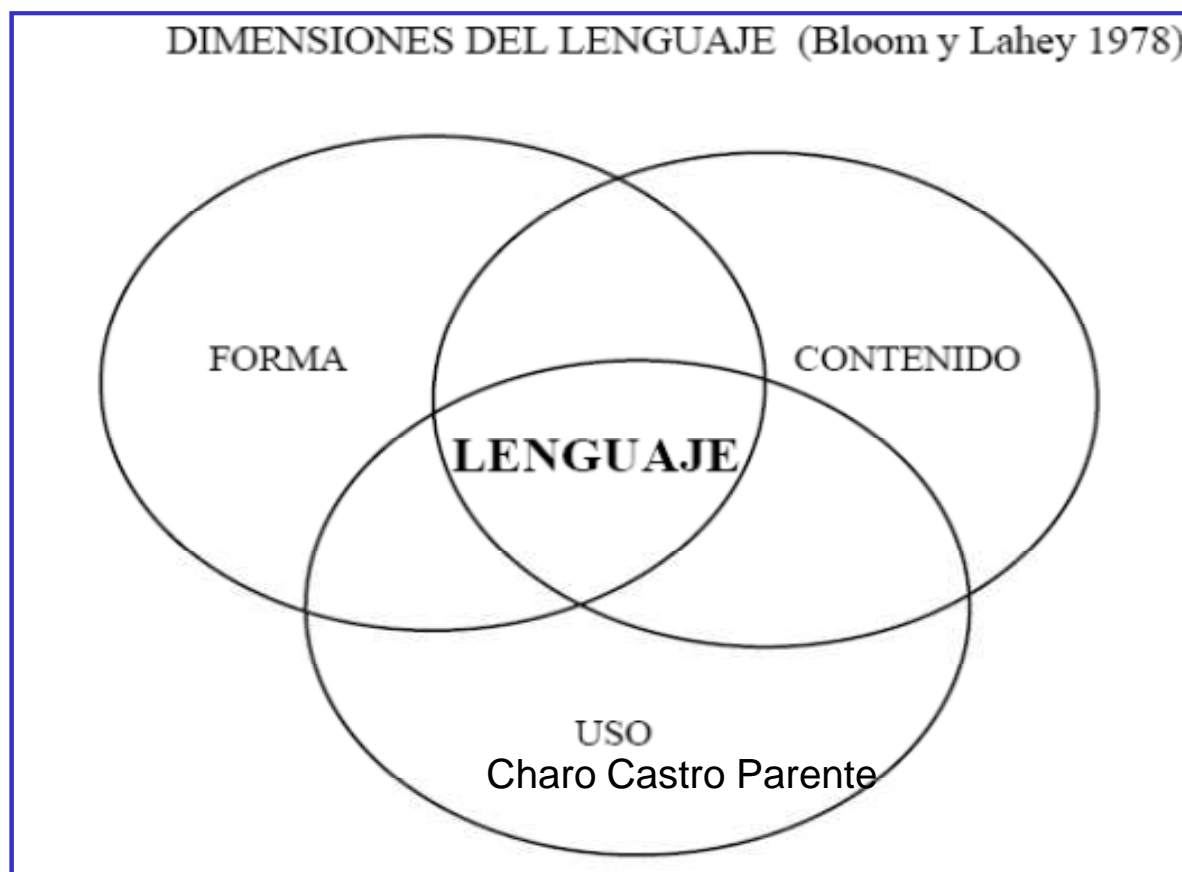 DIMENSIONES DEL LENGUAJE (Bloom y Lahey 1978)
FORMA
CONTENIDO
LENGUAJE
USO
Charo Castro Parente